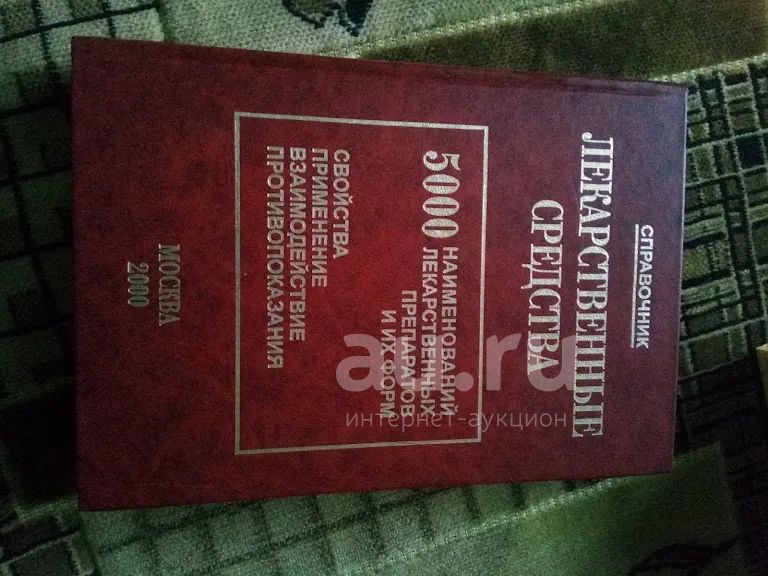 СПРАВОЧНИК
ЛЕКАРСТВЕННЫЕ
СРЕДСТВА
5000 НАИМЕНОВАНИЙ
ЛЕКАРСТВЕННЫХ
ПРЕПАРАТОВ
И ИХ ФОРМ
СВОЙСТВА
ПРИМЕНЕНИЕ
ВЗАИМОДЕЙСТВИЕ
ПРОТИВОПОКАЗАНИЯ
МОСКВА
2000
au.ru
интернет-аукцион